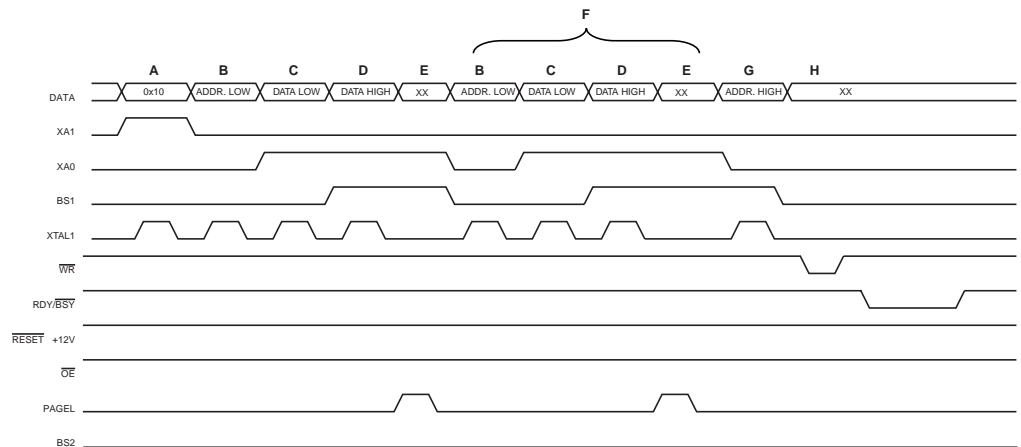 F
A B C D E B C D E G H
DATA 0x10 ADDR. LOW DATA LOW DATA HIGH XX ADDR. LOW DATA LOW DATA HIGH XX ADDR. HIGH XX
XA1
XA0
BS1
XTAL1
WR
RDY/BSY
RESET +12V
OE
PAGEL
BS2